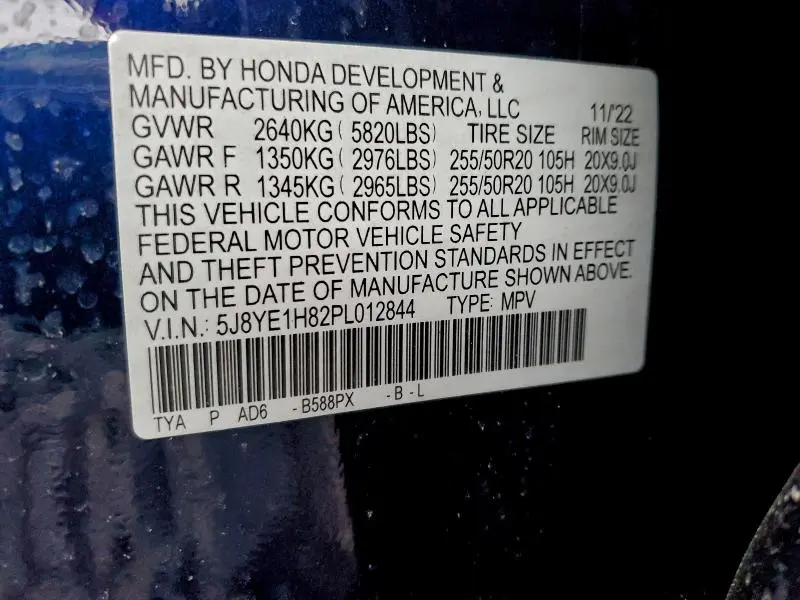 MFD. BY HONDA DEVELOPMENT &
MANUFACTURING OF AMERICA, LLC 11/'22
GVWR 2640KG ( 5820LBS) TIRE SIZE RIM SIZE
GAWR F 1350KG ( 2976LBS) 255/50R20 105H 20X9.0J
GAWR R 1345KG ( 2965LBS) 255/50R20 105H 20X9.0J
THIS VEHICLE CONFORMS TO ALL APPLICABLE
FEDERAL MOTOR VEHICLE SAFETY
AND THEFT PREVENTION STANDARDS IN EFFECT
ON THE DATE OF MANUFACTURE SHOWN ABOVE.
V.I.N.: 5J8YE1H82PL012844 TYPE: MPV
TYA P AD6 -B588PX -B -L